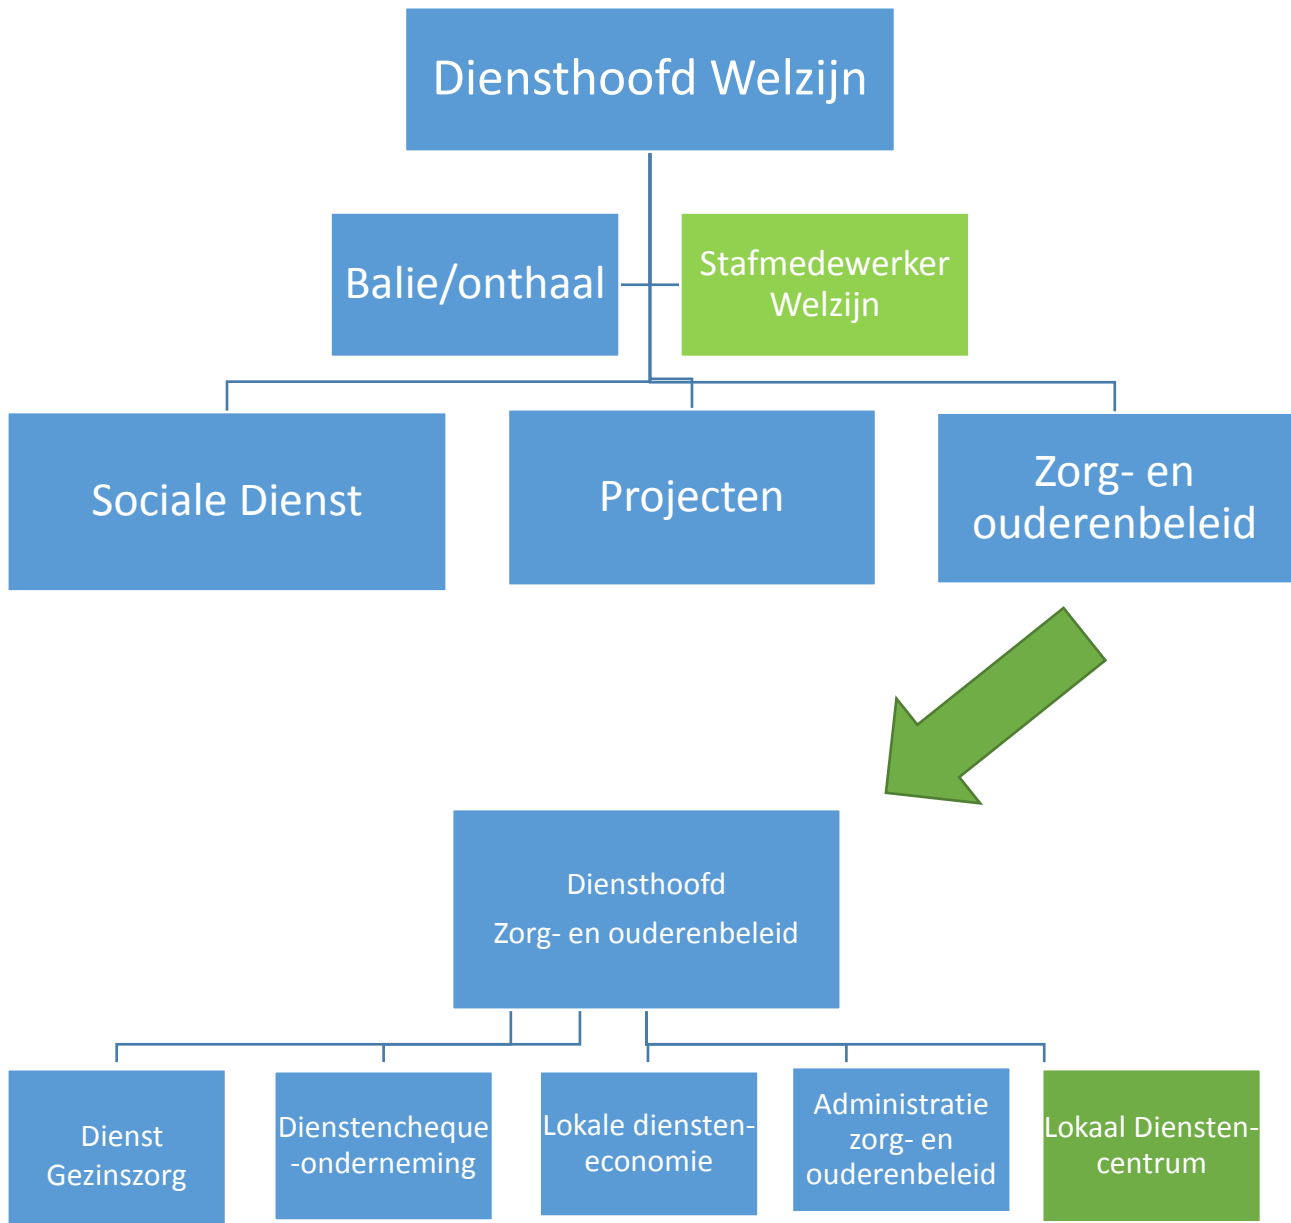 Diensthoofd Welzijn
Balie/onthaal
Stafmedewerker
Welzijn
Sociale Dienst
Projecten
Zorg- en
ouderenbeleid
Diensthoofd
Zorg- en ouderenbeleid
Dienst
Gezinszorg
Dienstencheque
-onderneming
Lokale diensten-
economie
Administratie
zorg- en
ouderenbeleid
Lokaal Diensten-
centrum